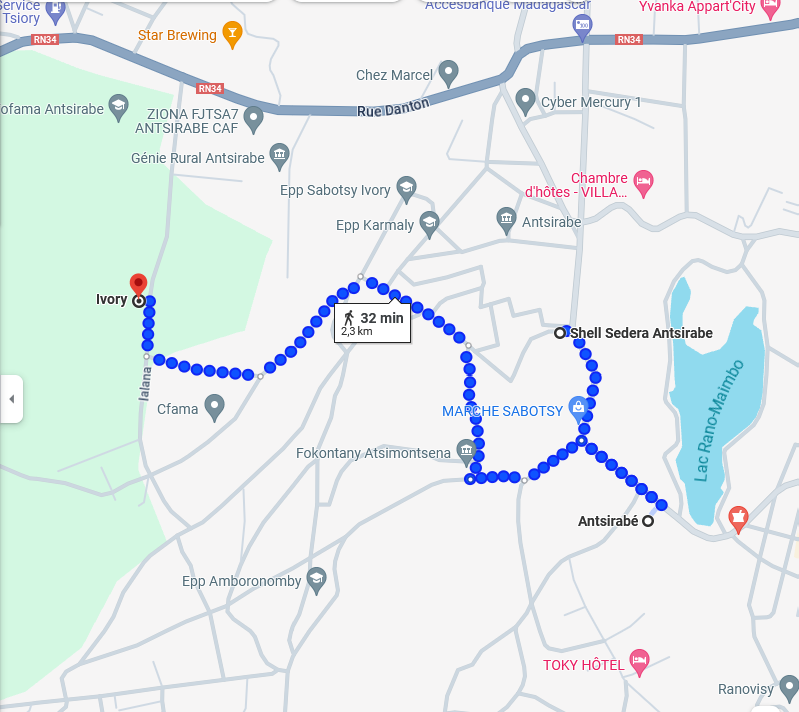 Service
Tsiory
AccèsBanque Madagascar
Yvanka Appart'City
RN34
Star Brewing
RN34
RN34
Chez Marcel
Rue Danton
Cyber Mercury 1
ofama Antsirabe
ZIONA FJTSA7
ANTSIRABE CAF
Génie Rural Antsirabe
Epp Sabotsy Ivory
Chambre
d'hôtes - VILLA...
Epp Karmaly
Antsirabe
Ivory
32 min
2,3 km
Shell Sedera Antsirabe
Ialana
Cfama
MARCHE SABOTSY
Lac Rano-Maimbo
Fokontany Atsimontsena
Antsirabé
Epp Amboronomby
TOKY HÔTEL
Ranovisy